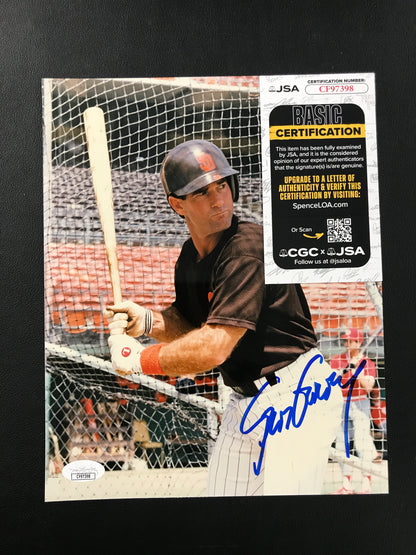 JSA
CERTIFICATION NUMBER:
CF97398
BASIC
CERTIFICATION
This item has been fully examined
by JSA, and it is the considered
opinion of our expert authenticators
that the signature(s) is/are genuine.
UPGRADE TO A LETTER OF
AUTHENTICITY & VERIFY THIS
CERTIFICATION BY VISITING:
SpenceLOA.com
Or Scan
CGC x JSA
Follow us at @jsaloa
Steve Garvey
JSA
CF97398